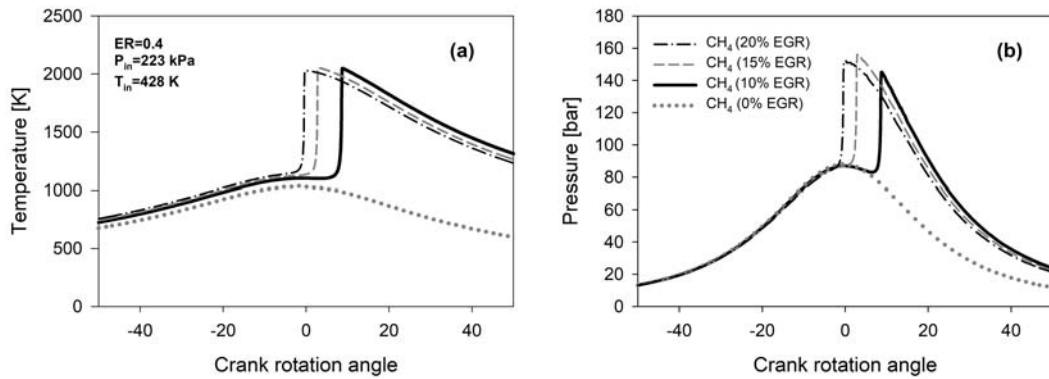 2500
2000
1500
1000
500
0
Temperature [K]
ER=0.4
P_in=223 kPa
T_in=428 K
(a)
-40 -20 0 20 40
Crank rotation angle
180
160
140
120
100
80
60
40
20
0
Pressure [bar]
CH₄ (20% EGR)
CH₄ (15% EGR)
CH₄ (10% EGR)
CH₄ (0% EGR)
(b)
-40 -20 0 20 40
Crank rotation angle